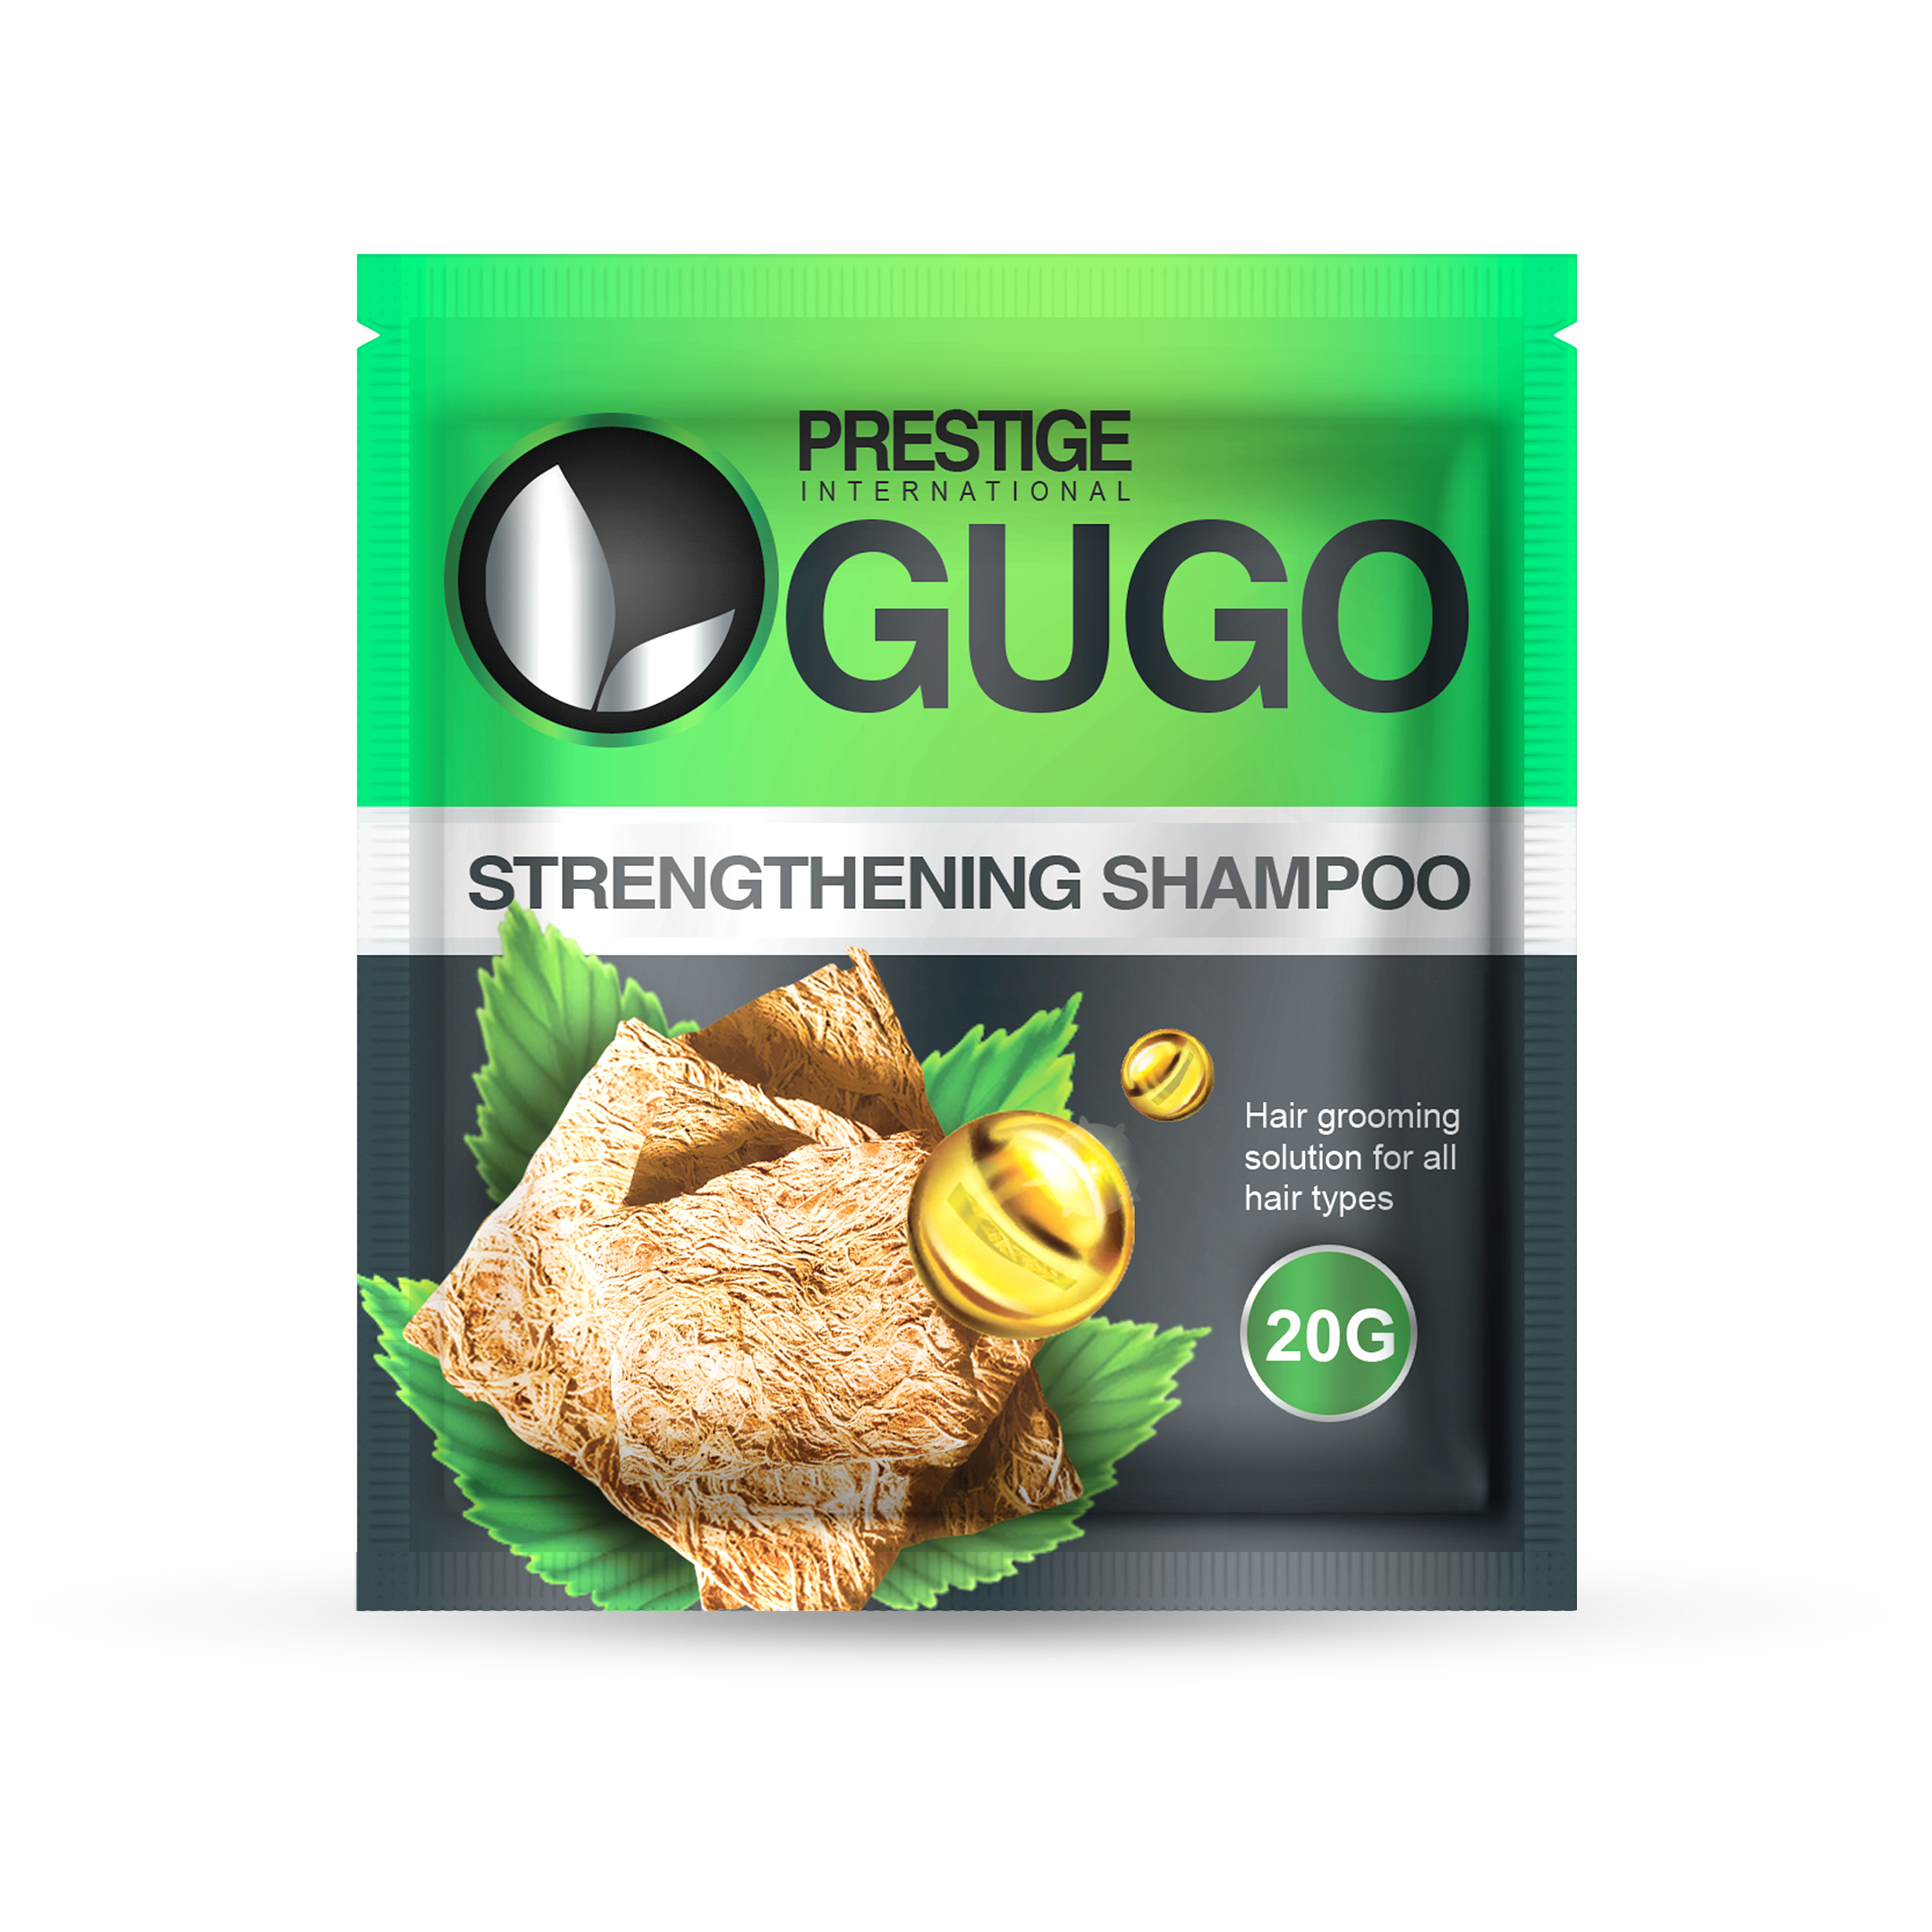 PRESTIGE
INTERNATIONAL
GUGO
STRENGTHENING SHAMPOO
Hair grooming
solution for all
hair types
20G